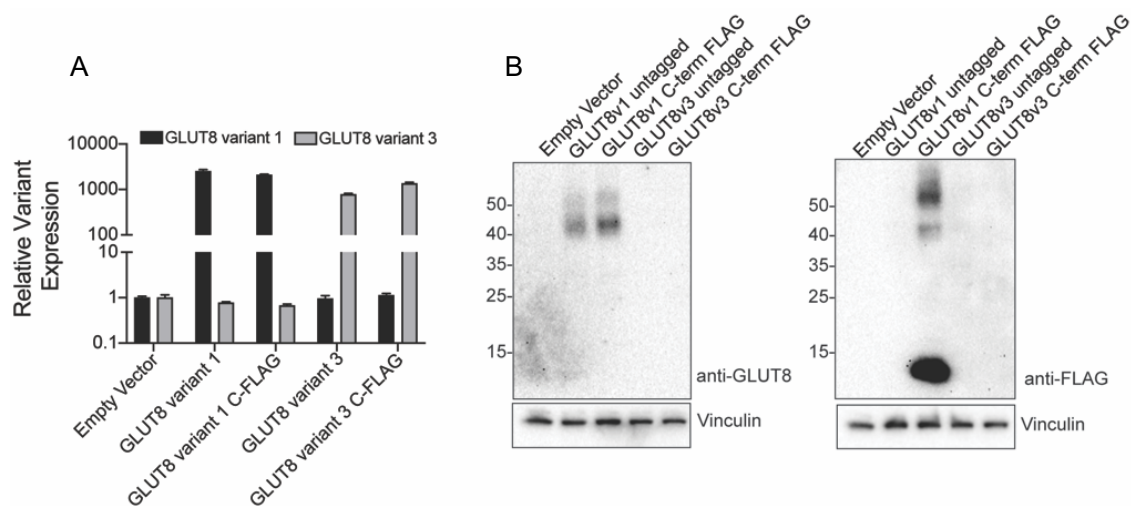 A
GLUT8 variant 1
GLUT8 variant 3
Relative Variant
Expression
10000
1000
100
10
1
0.1
Empty Vector
GLUT8 variant 1
GLUT8 variant 1 C-FLAG
GLUT8 variant 3
GLUT8 variant 3 C-FLAG
B
Empty Vector
GLUT8v1 untagged
GLUT8v1 C-term FLAG
GLUT8v3 untagged
GLUT8v3 C-term FLAG
50
40
35
25
15
anti-GLUT8
Vinculin
Empty Vector
GLUT8v1 untagged
GLUT8v1 C-term FLAG
GLUT8v3 untagged
GLUT8v3 C-term FLAG
50
40
35
25
15
anti-FLAG
Vinculin